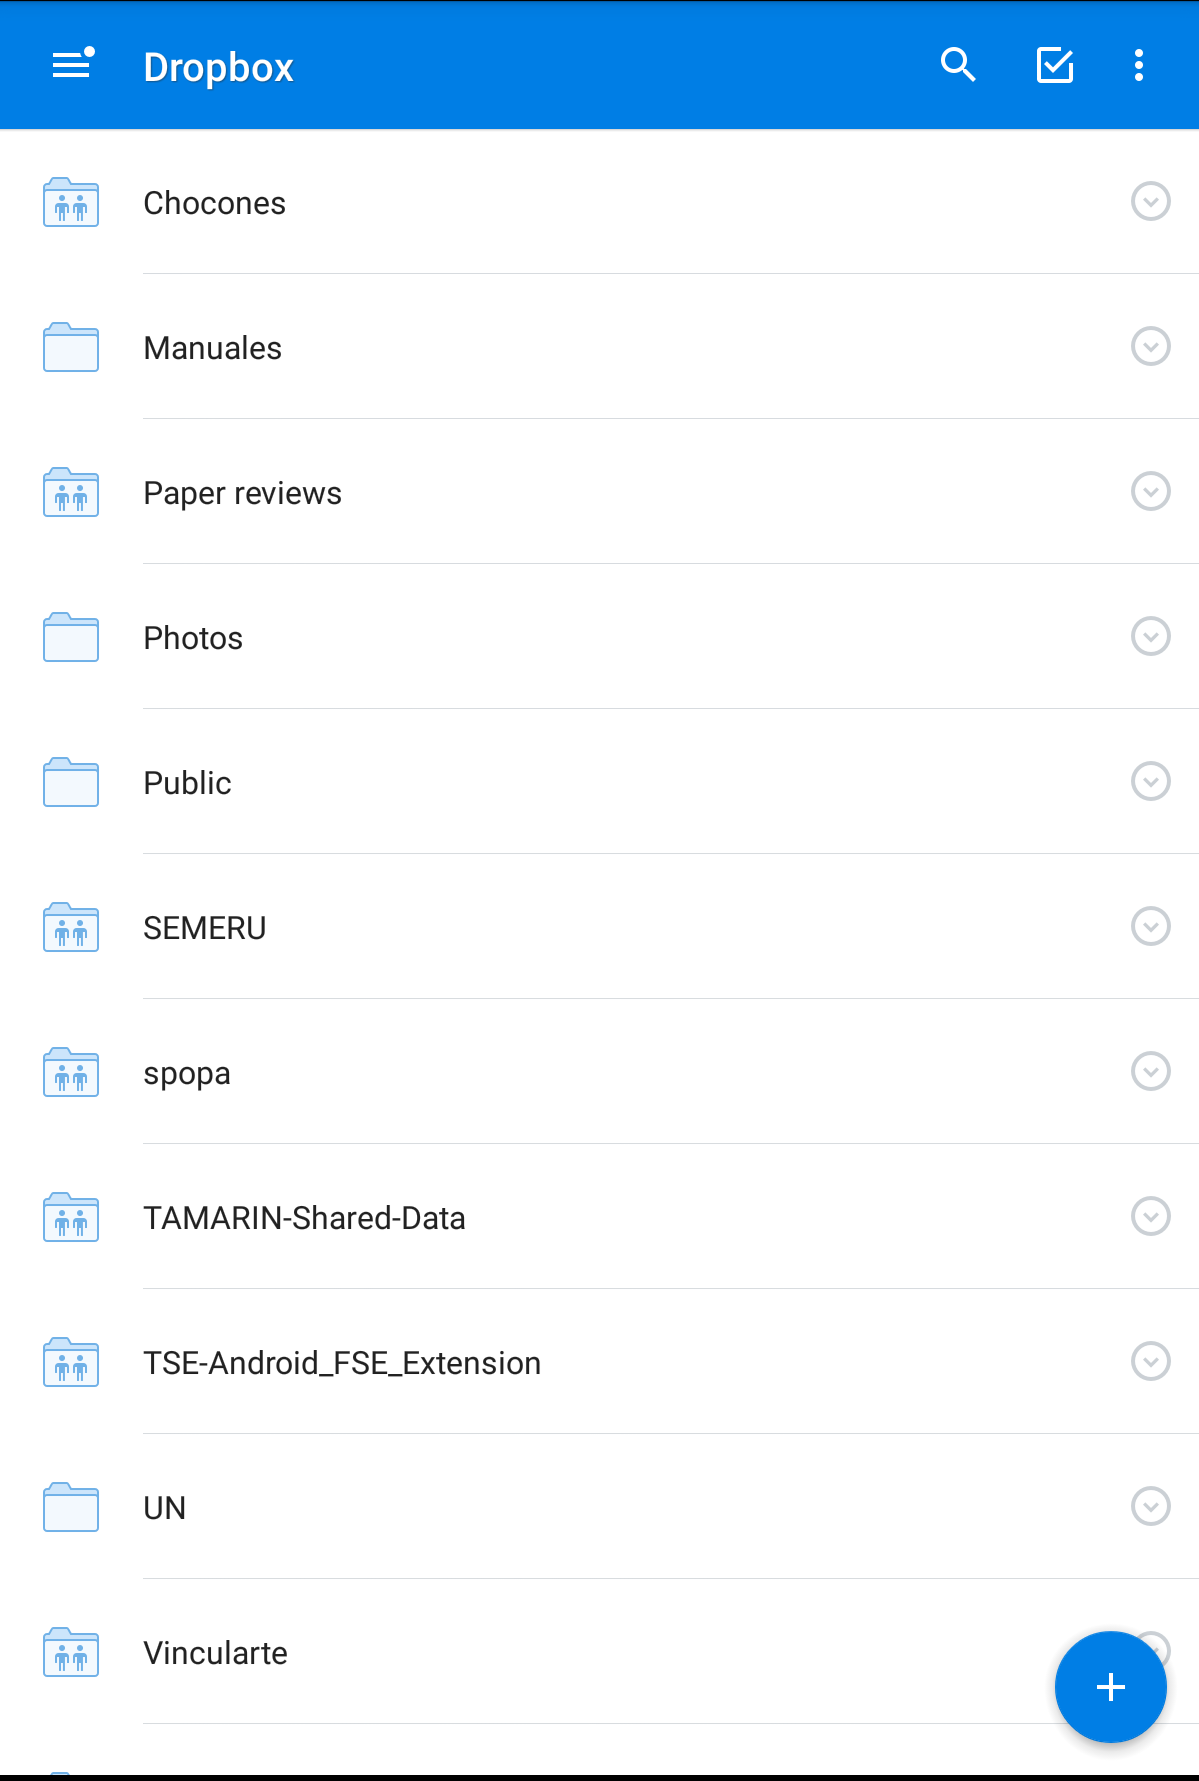 Dropbox
Chocones
Manuales
Paper reviews
Photos
Public
SEMERU
spopa
TAMARIN-Shared-Data
TSE-Android_FSE_Extension
UN
Vincularte